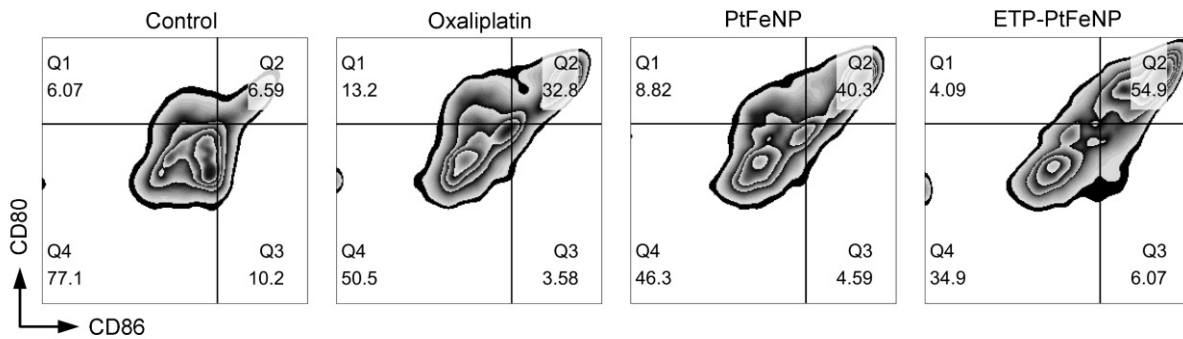 Control
Oxaliplatin
PtFeNP
ETP-PtFeNP
Q1
6.07
Q2
6.59
Q4
77.1
Q3
10.2
Q1
13.2
Q2
32.8
Q4
50.5
Q3
3.58
Q1
8.82
Q2
40.3
Q4
46.3
Q3
4.59
Q1
4.09
Q2
54.9
Q4
34.9
Q3
6.07
CD80
CD86